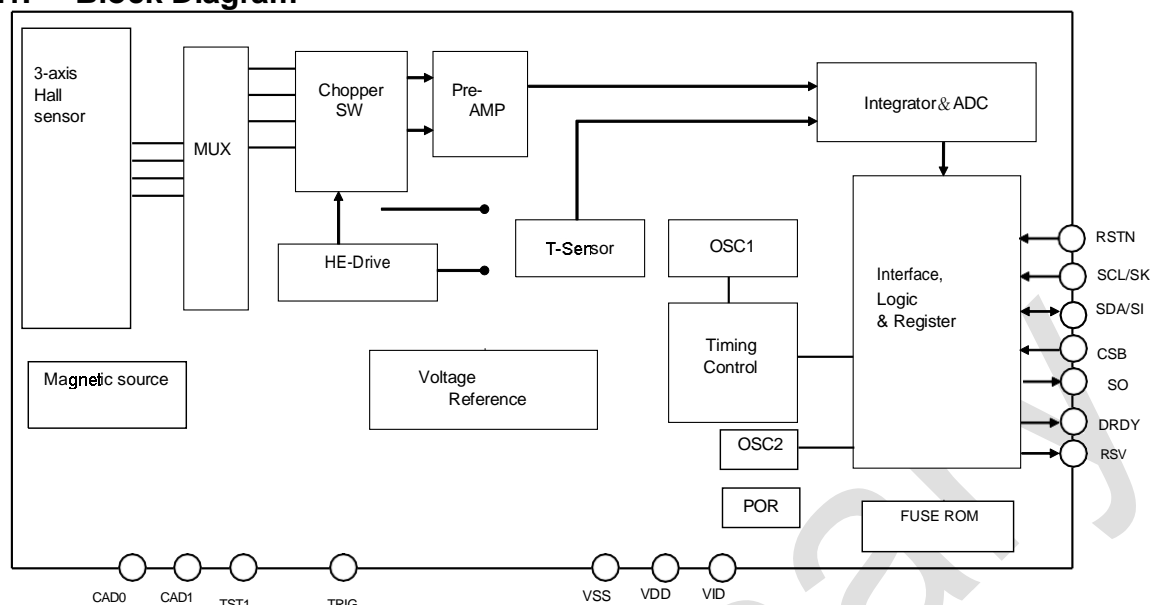 Block Diagram
3-axis
Hall
sensor
MUX
Chopper
SW
Pre-
AMP
Integrator & ADC
HE-Drive
T-Sensor
OSC1
Interface,
Logic
& Register
Timing
Control
Magnetic source
Voltage
Reference
OSC2
POR
FUSE ROM
RSTN
SCL/SK
SDA/SI
CSB
SO
DRDY
RSV
CAD0
CAD1
TST1
TRIG
VSS
VDD
VID